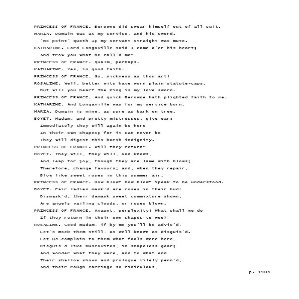 PRINCESS OF FRANCE. Berowne did swear himself out of all suit.
MARIA. Dumain was at my service, and his sword.
'No point' quoth I; my servant straight was mute.
KATHARINE. Lord Longaville said I came o'er his heart;
And trow you what he call'd me?
PRINCESS OF FRANCE. Qualm, perhaps.
KATHARINE. Yes, in good faith.
PRINCESS OF FRANCE. Go, sickness as thou art!
ROSALINE. Well, better wits have worn plain statute-caps.
But will you hear? The King is my love sworn.
PRINCESS OF FRANCE. And quick Berowne hath plighted faith to me.
KATHARINE. And Longaville was for my service born.
MARIA. Dumain is mine, as sure as bark on tree.
BOYET. Madam, and pretty mistresses, give ear:
Immediately they will again be here
In their own shapes; for it can never be
They will digest this harsh indignity.
PRINCESS OF FRANCE. Will they return?
BOYET. They will, they will, God knows,
And leap for joy, though they are lame with blows;
Therefore, change favours; and, when they repair,
Blow like sweet roses in this summer air.
PRINCESS OF FRANCE. How blow? how blow? Speak to be understood.
BOYET. Fair ladies mask'd are roses in their bud:
Dismask'd, their damask sweet commixture shown,
Are angels vailing clouds, or roses blown.
PRINCESS OF FRANCE. Avaunt, perplexity! What shall we do
If they return in their own shapes to woo?
ROSALINE. Good madam, if by me you'll be advis'd,
Let's mock them still, as well known as disguis'd.
Let us complain to them what fools were here,
Disguis'd like Muscovites, in shapeless gear;
And wonder what they were, and to what end
Their shallow shows and prologue vilely penn'd,
And their rough carriage so ridiculous,